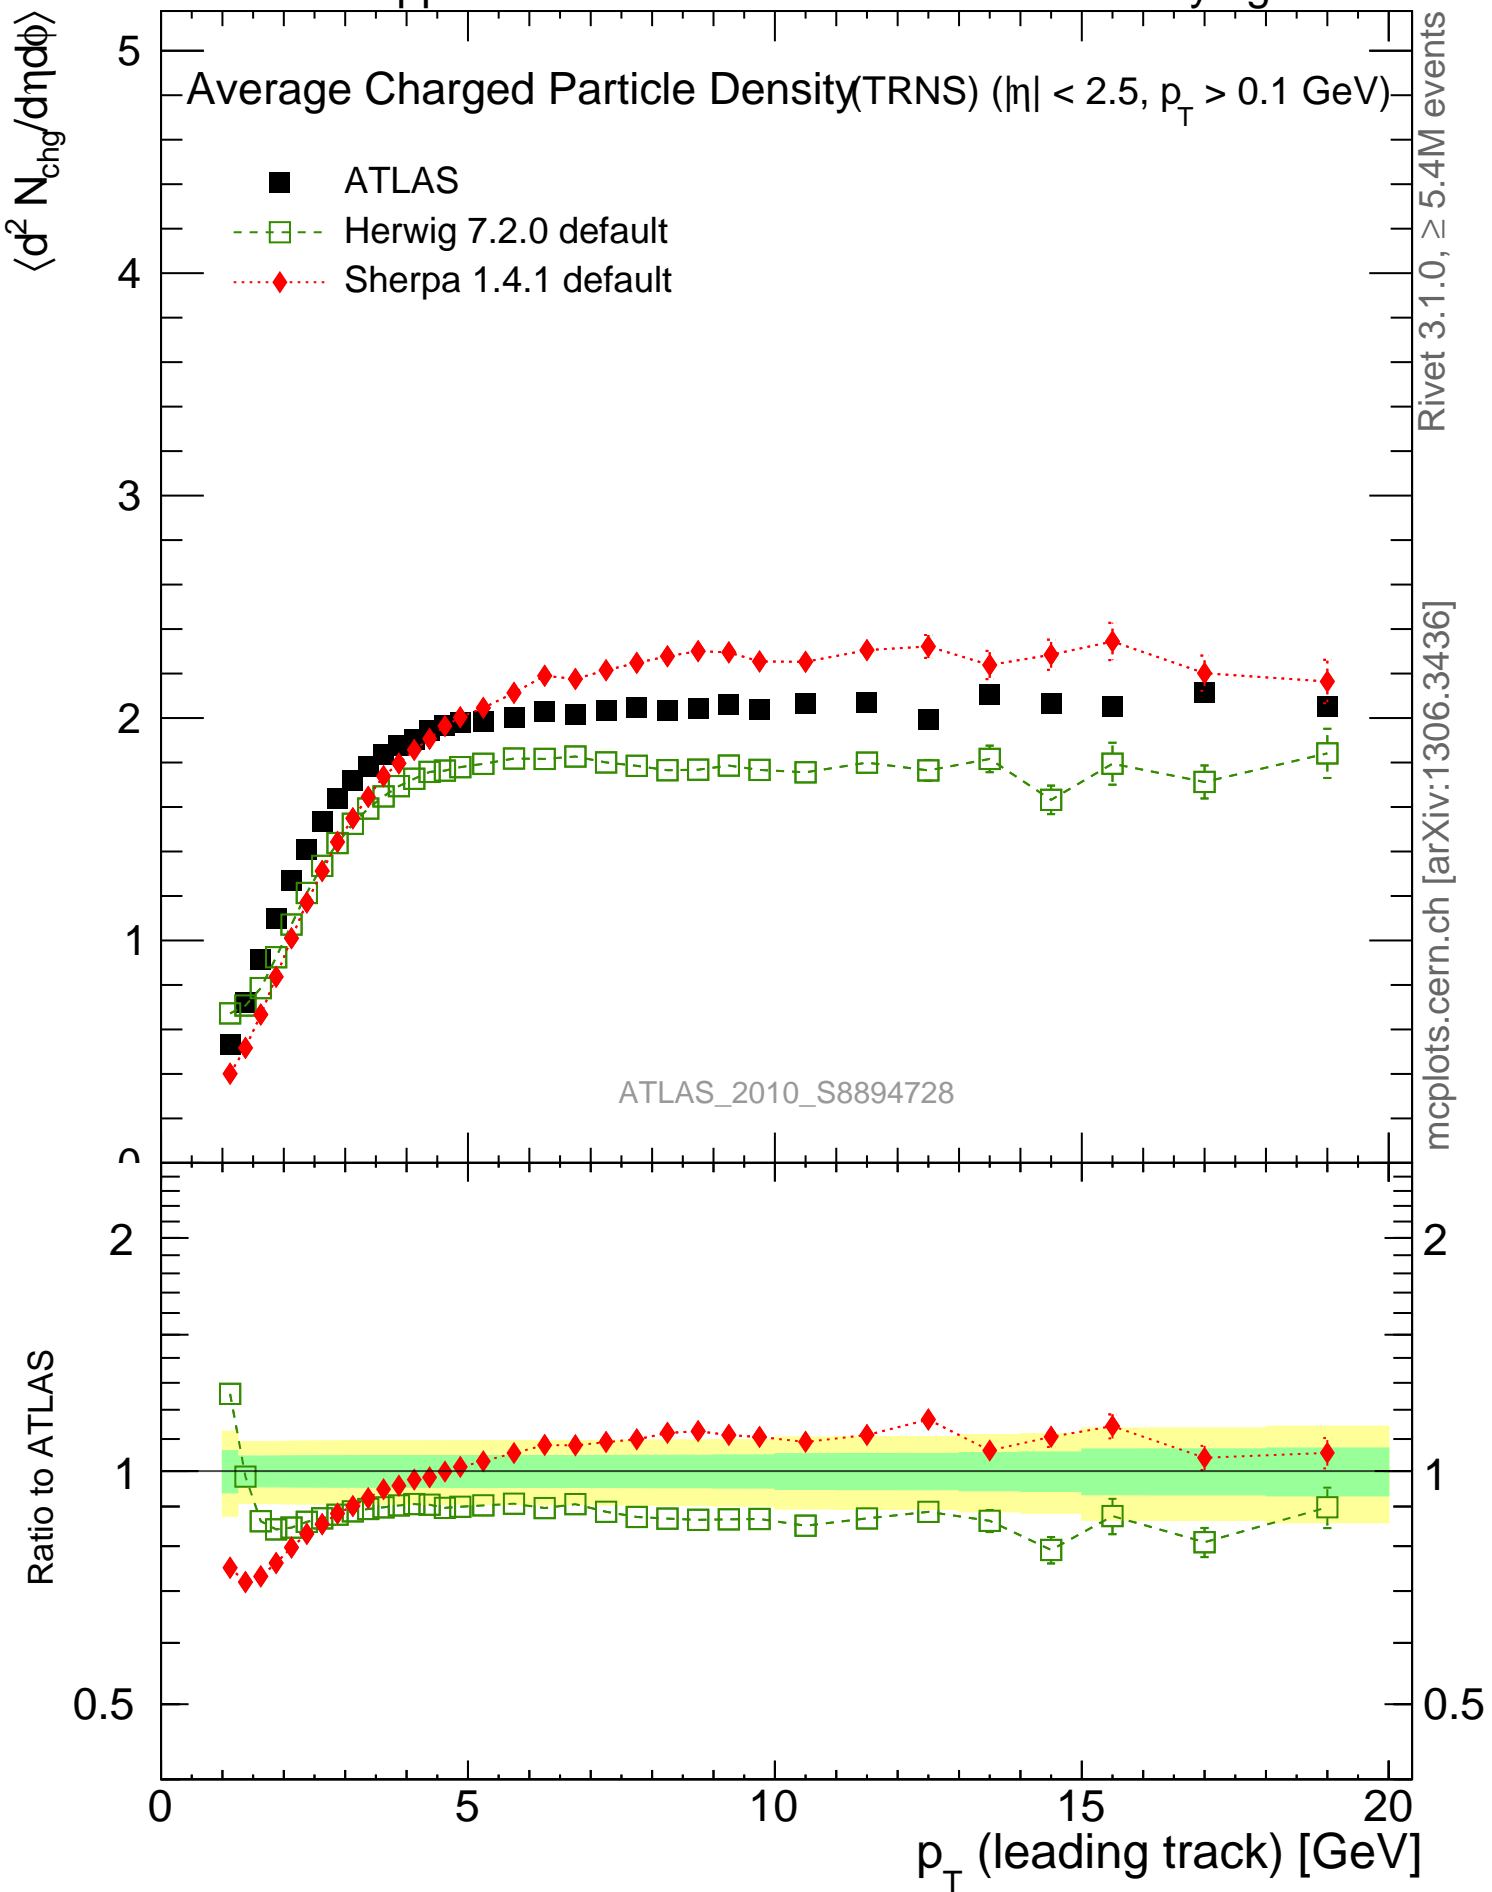 Average Charged Particle Density (TRNS) (|η| < 2.5, p_T > 0.1 GeV)
⟨d² N_chg/dηdϕ⟩
ATLAS
Herwig 7.2.0 default
Sherpa 1.4.1 default
5
4
3
2
1
0
ATLAS_2010_S8894728
Rivet 3.1.0, ≥ 5.4M events
mcplots.cern.ch [arXiv:1306.3436]
Ratio to ATLAS
2
1
0.5
2
1
0.5
0
5
10
15
20
p_T (leading track) [GeV]